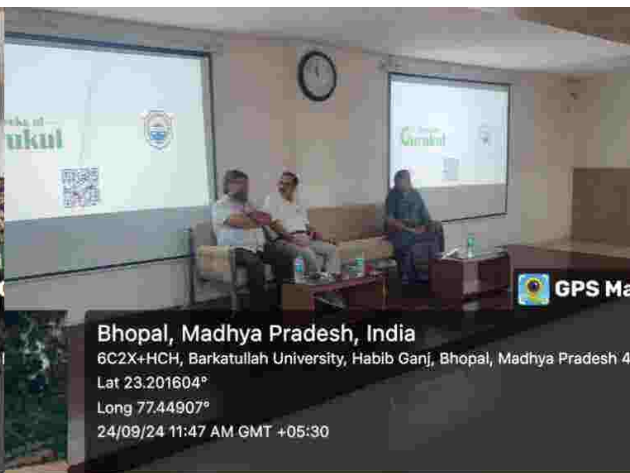 ukul
Gurukul
GPS Ma
Bhopal, Madhya Pradesh, India
6C2X+HCH, Barkatullah University, Habib Ganj, Bhopal, Madhya Pradesh 4
Lat 23.201604°
Long 77.44907°
24/09/24 11:47 AM GMT +05:30